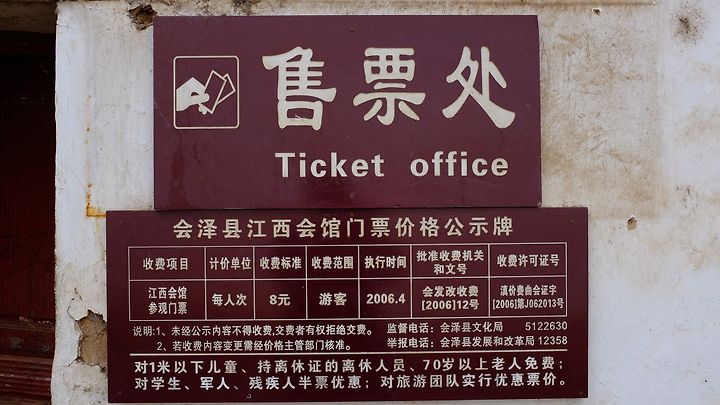 售票处
Ticket office
会泽县江西会馆门票价格公示牌
收费项目 计价单位 收费标准 收费范围 执行时间 批准收费机关和文号 收费许可证号
江西会馆参观门票 每人次 8元 游客 2006.4 会发改收费[2006]12号 滇价费曲会证字[2006]第J062013号
说明:1、未经公示内容不得收费,交费者有权拒绝交费。 监督电话:会泽县文化局 5122630
2、若收费内容变更需经价格主管部门核准。 举报电话:会泽县发展和改革局 12358
对1米以下儿童、持离休证的离休人员、70岁以上老人免费;
对学生、军人、残疾人半票优惠;对旅游团队实行优惠票价。